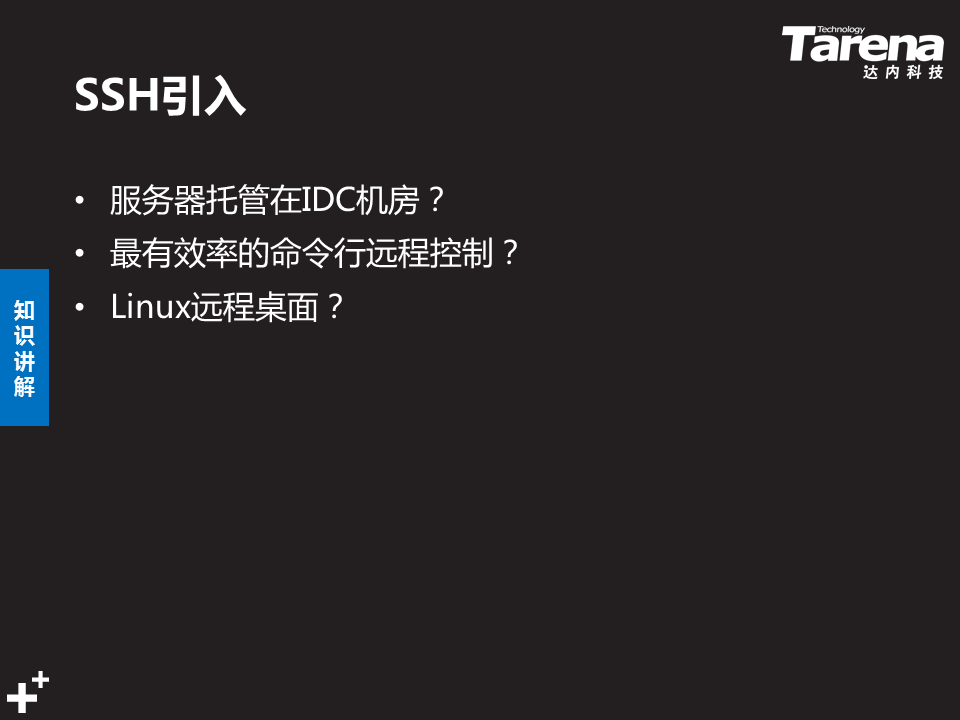 Technology
Tarena
达内科技
SSH引入
• 服务器托管在IDC机房？
• 最有效率的命令行远程控制？
• Linux远程桌面？
知
识
讲
解